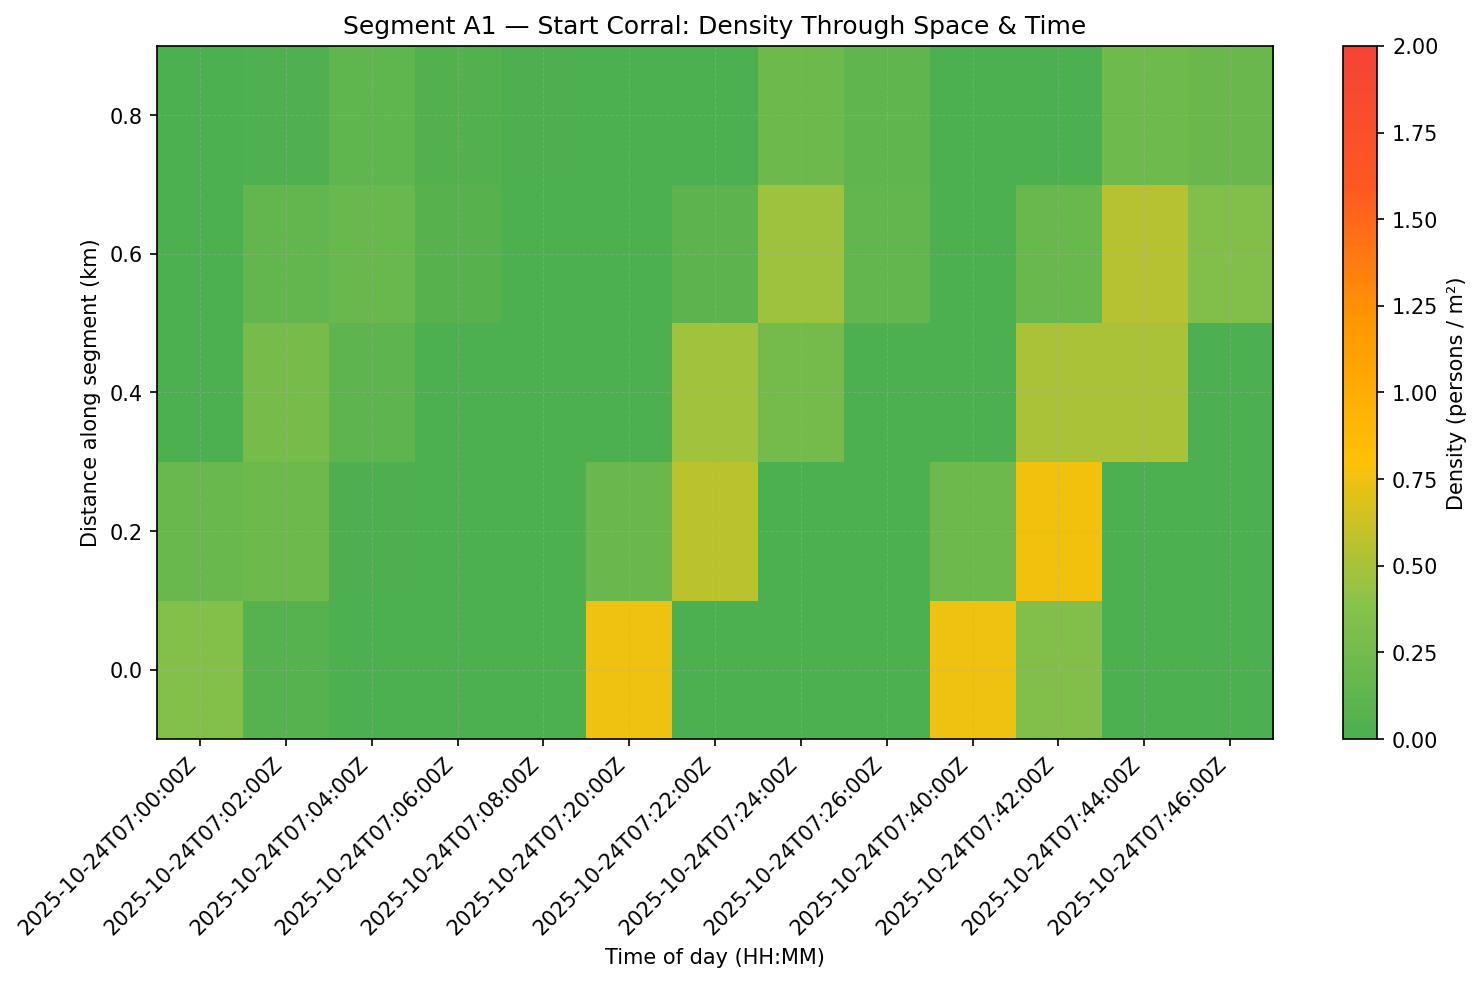 Segment A1 — Start Corral: Density Through Space & Time
Distance along segment (km)
0.8
0.6
0.4
0.2
0.0
2025-10-24T07:00:00Z
2025-10-24T07:02:00Z
2025-10-24T07:04:00Z
2025-10-24T07:06:00Z
2025-10-24T07:08:00Z
2025-10-24T07:20:00Z
2025-10-24T07:22:00Z
2025-10-24T07:24:00Z
2025-10-24T07:26:00Z
2025-10-24T07:40:00Z
2025-10-24T07:42:00Z
2025-10-24T07:44:00Z
2025-10-24T07:46:00Z
Time of day (HH:MM)
2.00
1.75
1.50
1.25
1.00
0.75
0.50
0.25
0.00
Density (persons / m²)